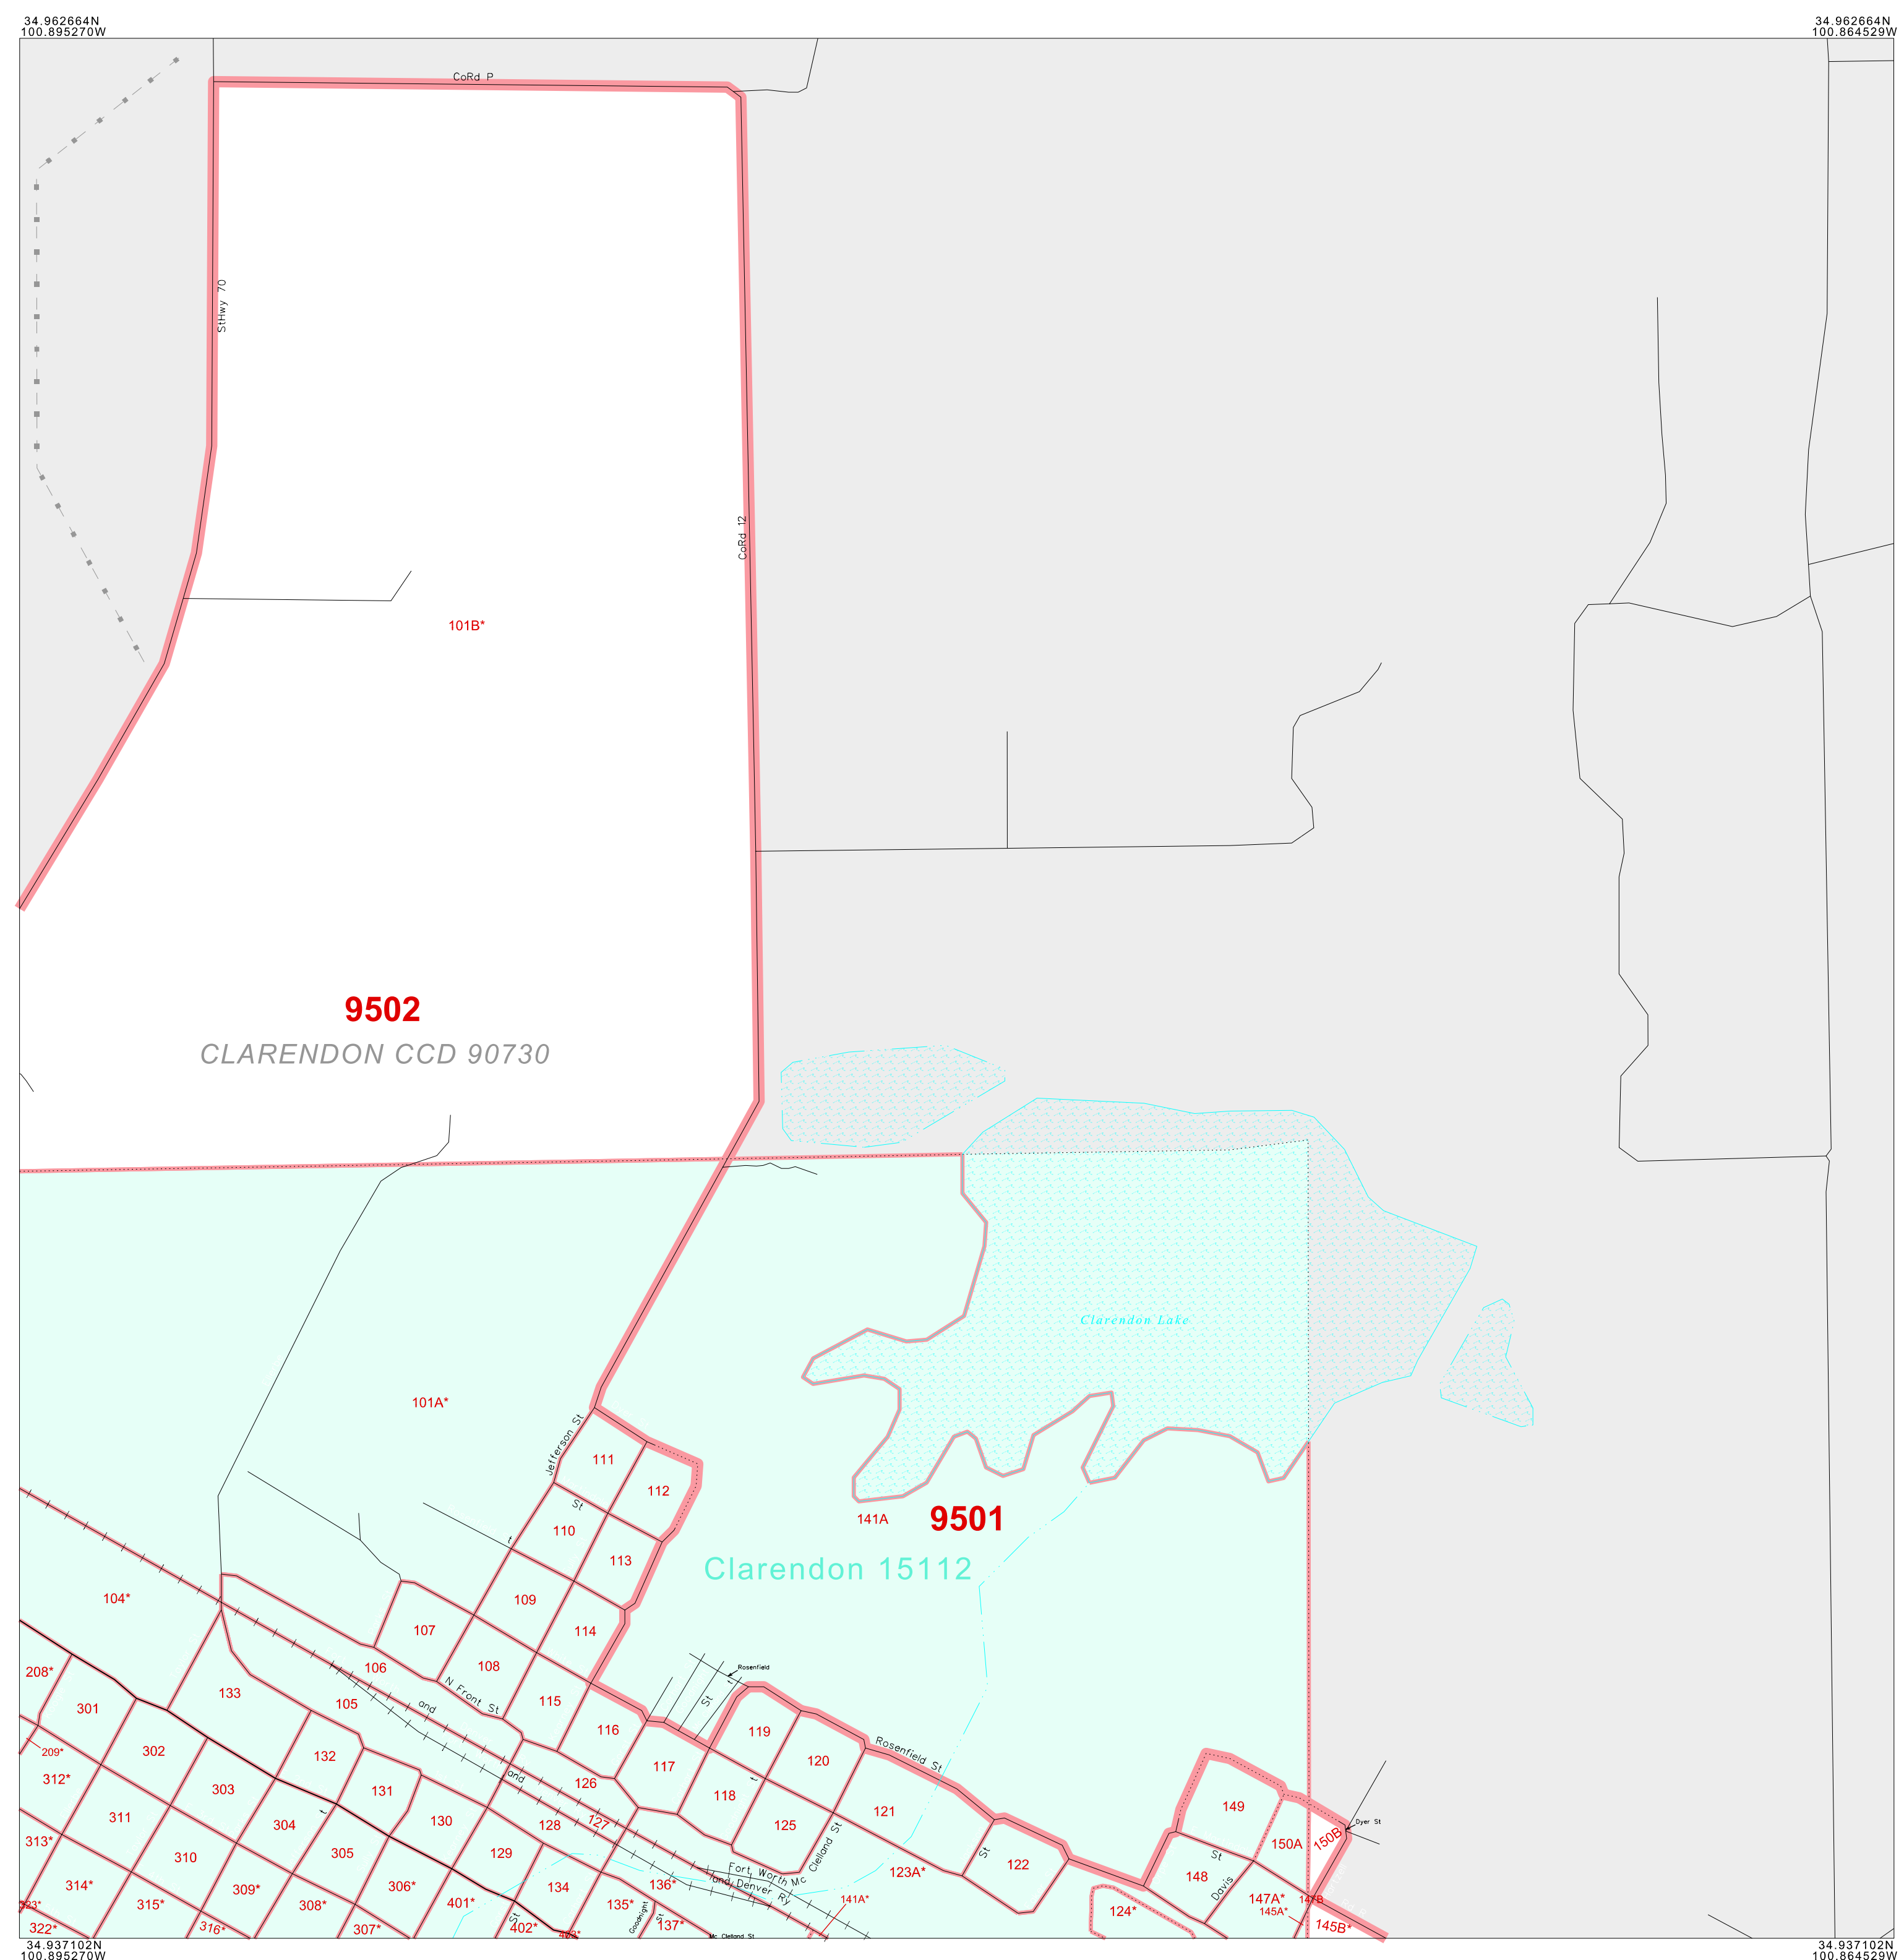 34.962664N
100.895270W
34.962664N
100.864529W
CoRd P
StHwy 70
CoRd 12
101B*
9502
CLARENDON CCD 90730
Clarendon Lake
101A*
Jefferson St
111
112
St
110
113
141A
9501
Clarendon 15112
t
109
114
104*
107
106
108
N Front St
115
116
Rosenfield
St
t
208*
301
133
105
and
209*
302
132
and
126
117
119
120
Rosenfield St
312*
303
131
t
118
149
311
304
t
130
128
127
125
121
Dyer St
313*
310
305
129
Clelland St
150A
150B
St
314*
309*
306*
134
Fort Worth Mc
and Denver Ry
123A*
St
122
148
Davis
323*
315*
308*
401*
135*
136*
141A*
124*
147A*
147B
145A*
322*
316*
307*
St
402*
403*
Goodnight
St
137*
Mc Clelland St
145B*
34.937102N
100.895270W
34.937102N
100.864529W